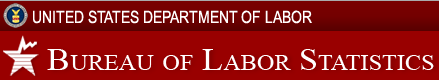 UNITED STATES DEPARTMENT OF LABOR
BUREAU OF LABOR STATISTICS